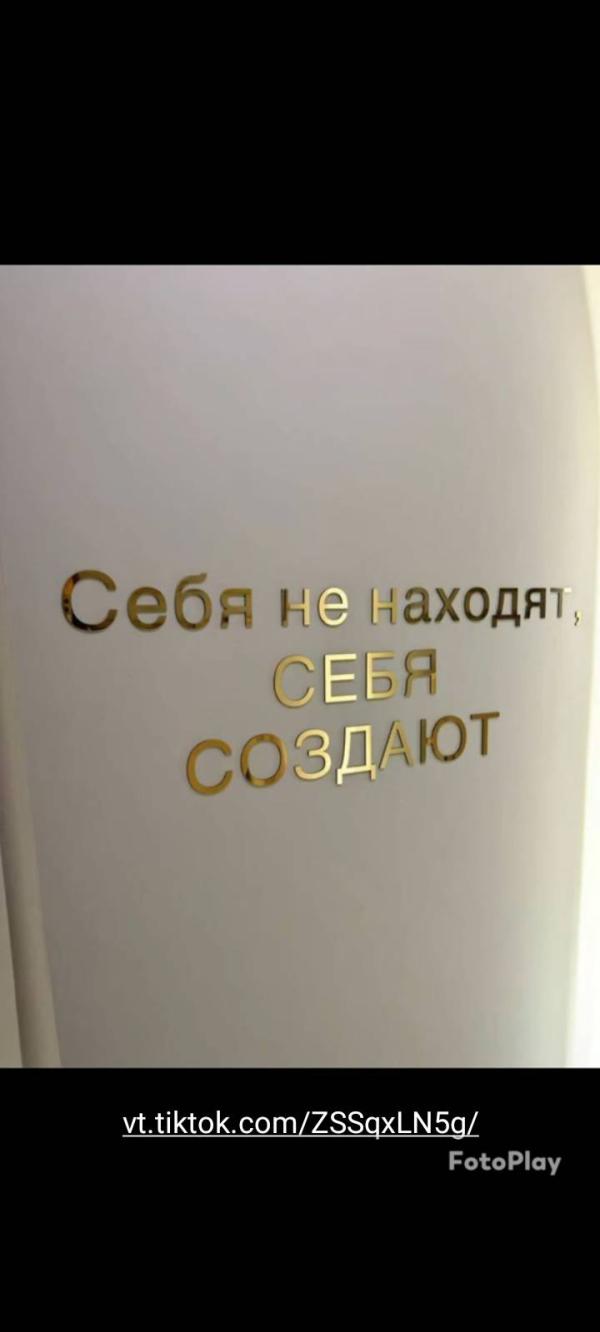 Себя не находят,
СЕБЯ
СОЗДАЮТ
vt.tiktok.com/ZSSqxLN5g/
FotoPlay